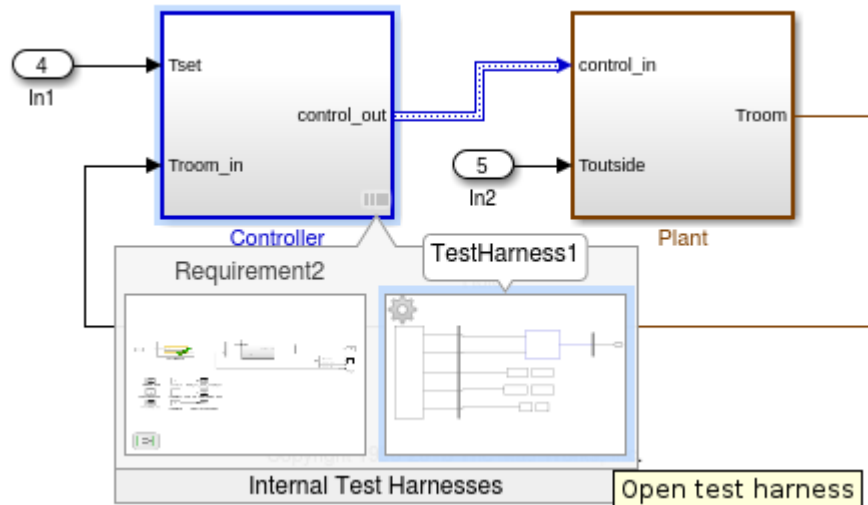 4
Tset
In1
control_out
Troom_in
control_in
Troom
5
Toutside
In2
Controller
Plant
Requirement2
TestHarness1
Internal Test Harnesses
Open test harness